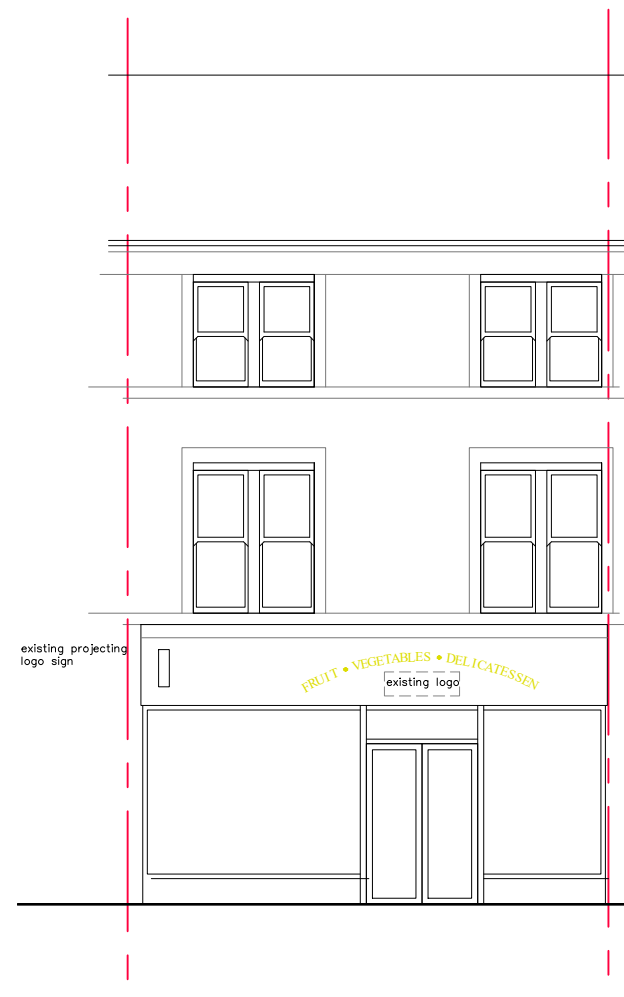 existing projecting
logo sign
FRUIT • VEGETABLES • DELICATESSEN
existing logo